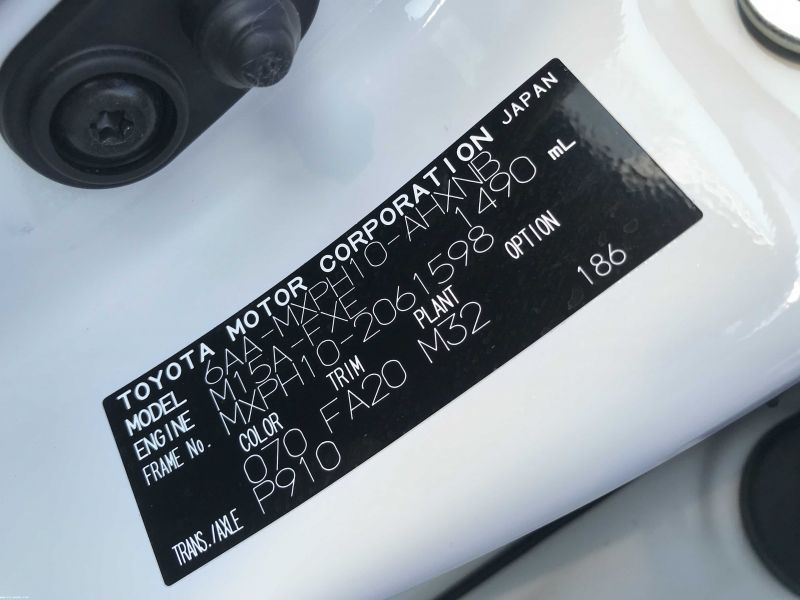 TOYOTA MOTOR CORPORATION JAPAN
MODEL 6AA-MXPH10-AHXNB
ENGINE M15A-FXE 1490 mL
FRAME No. MXPH10-2061598
COLOR TRIM PLANT OPTION
070 FA20 M32 186
TRANS./AXLE P910